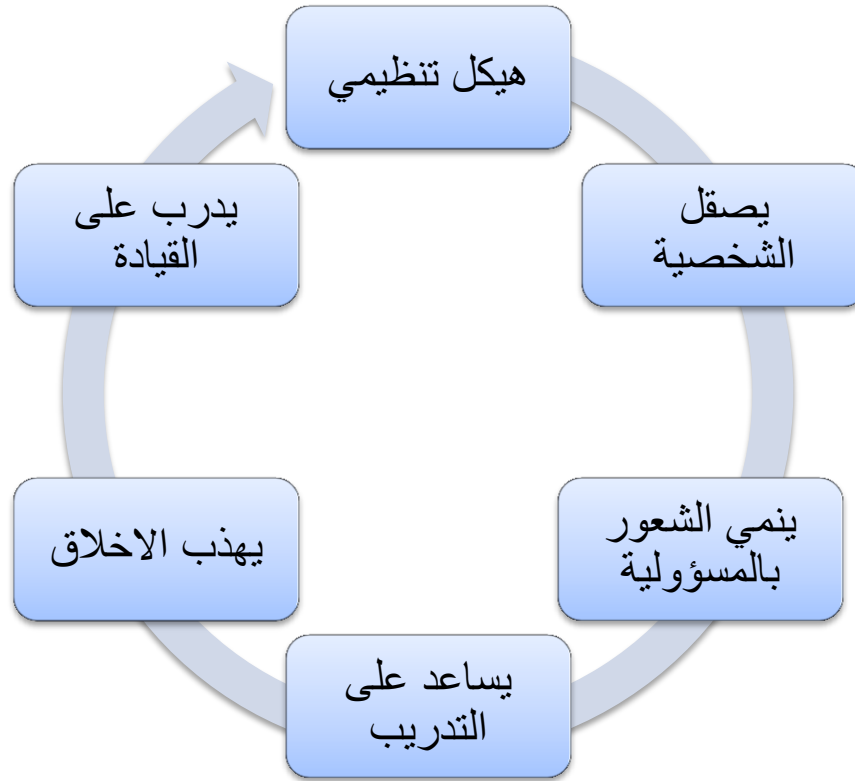 هيكل تنظيمي
يصقل
الشخصية
ينمي الشعور
بالمسؤولية
يساعد على
التدريب
يهذب الاخلاق
يدرب على
القيادة